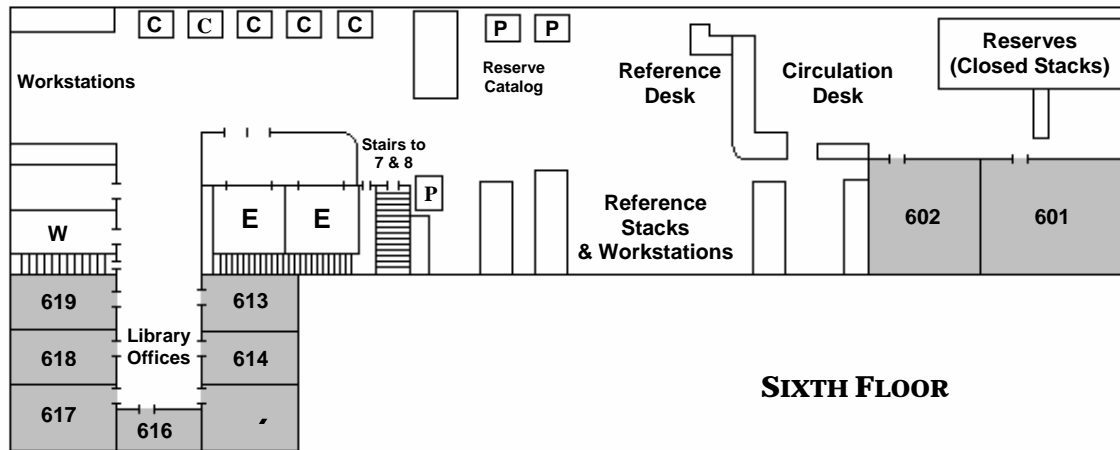 C C C C C
P P
Workstations
Reserve
Catalog
Reference
Desk
Circulation
Desk
Reserves
(Closed Stacks)
Stairs to
7 & 8
P
W
E E
Reference
Stacks
& Workstations
602
601
619
613
618
Library
Offices
614
617
616
SIXTH FLOOR